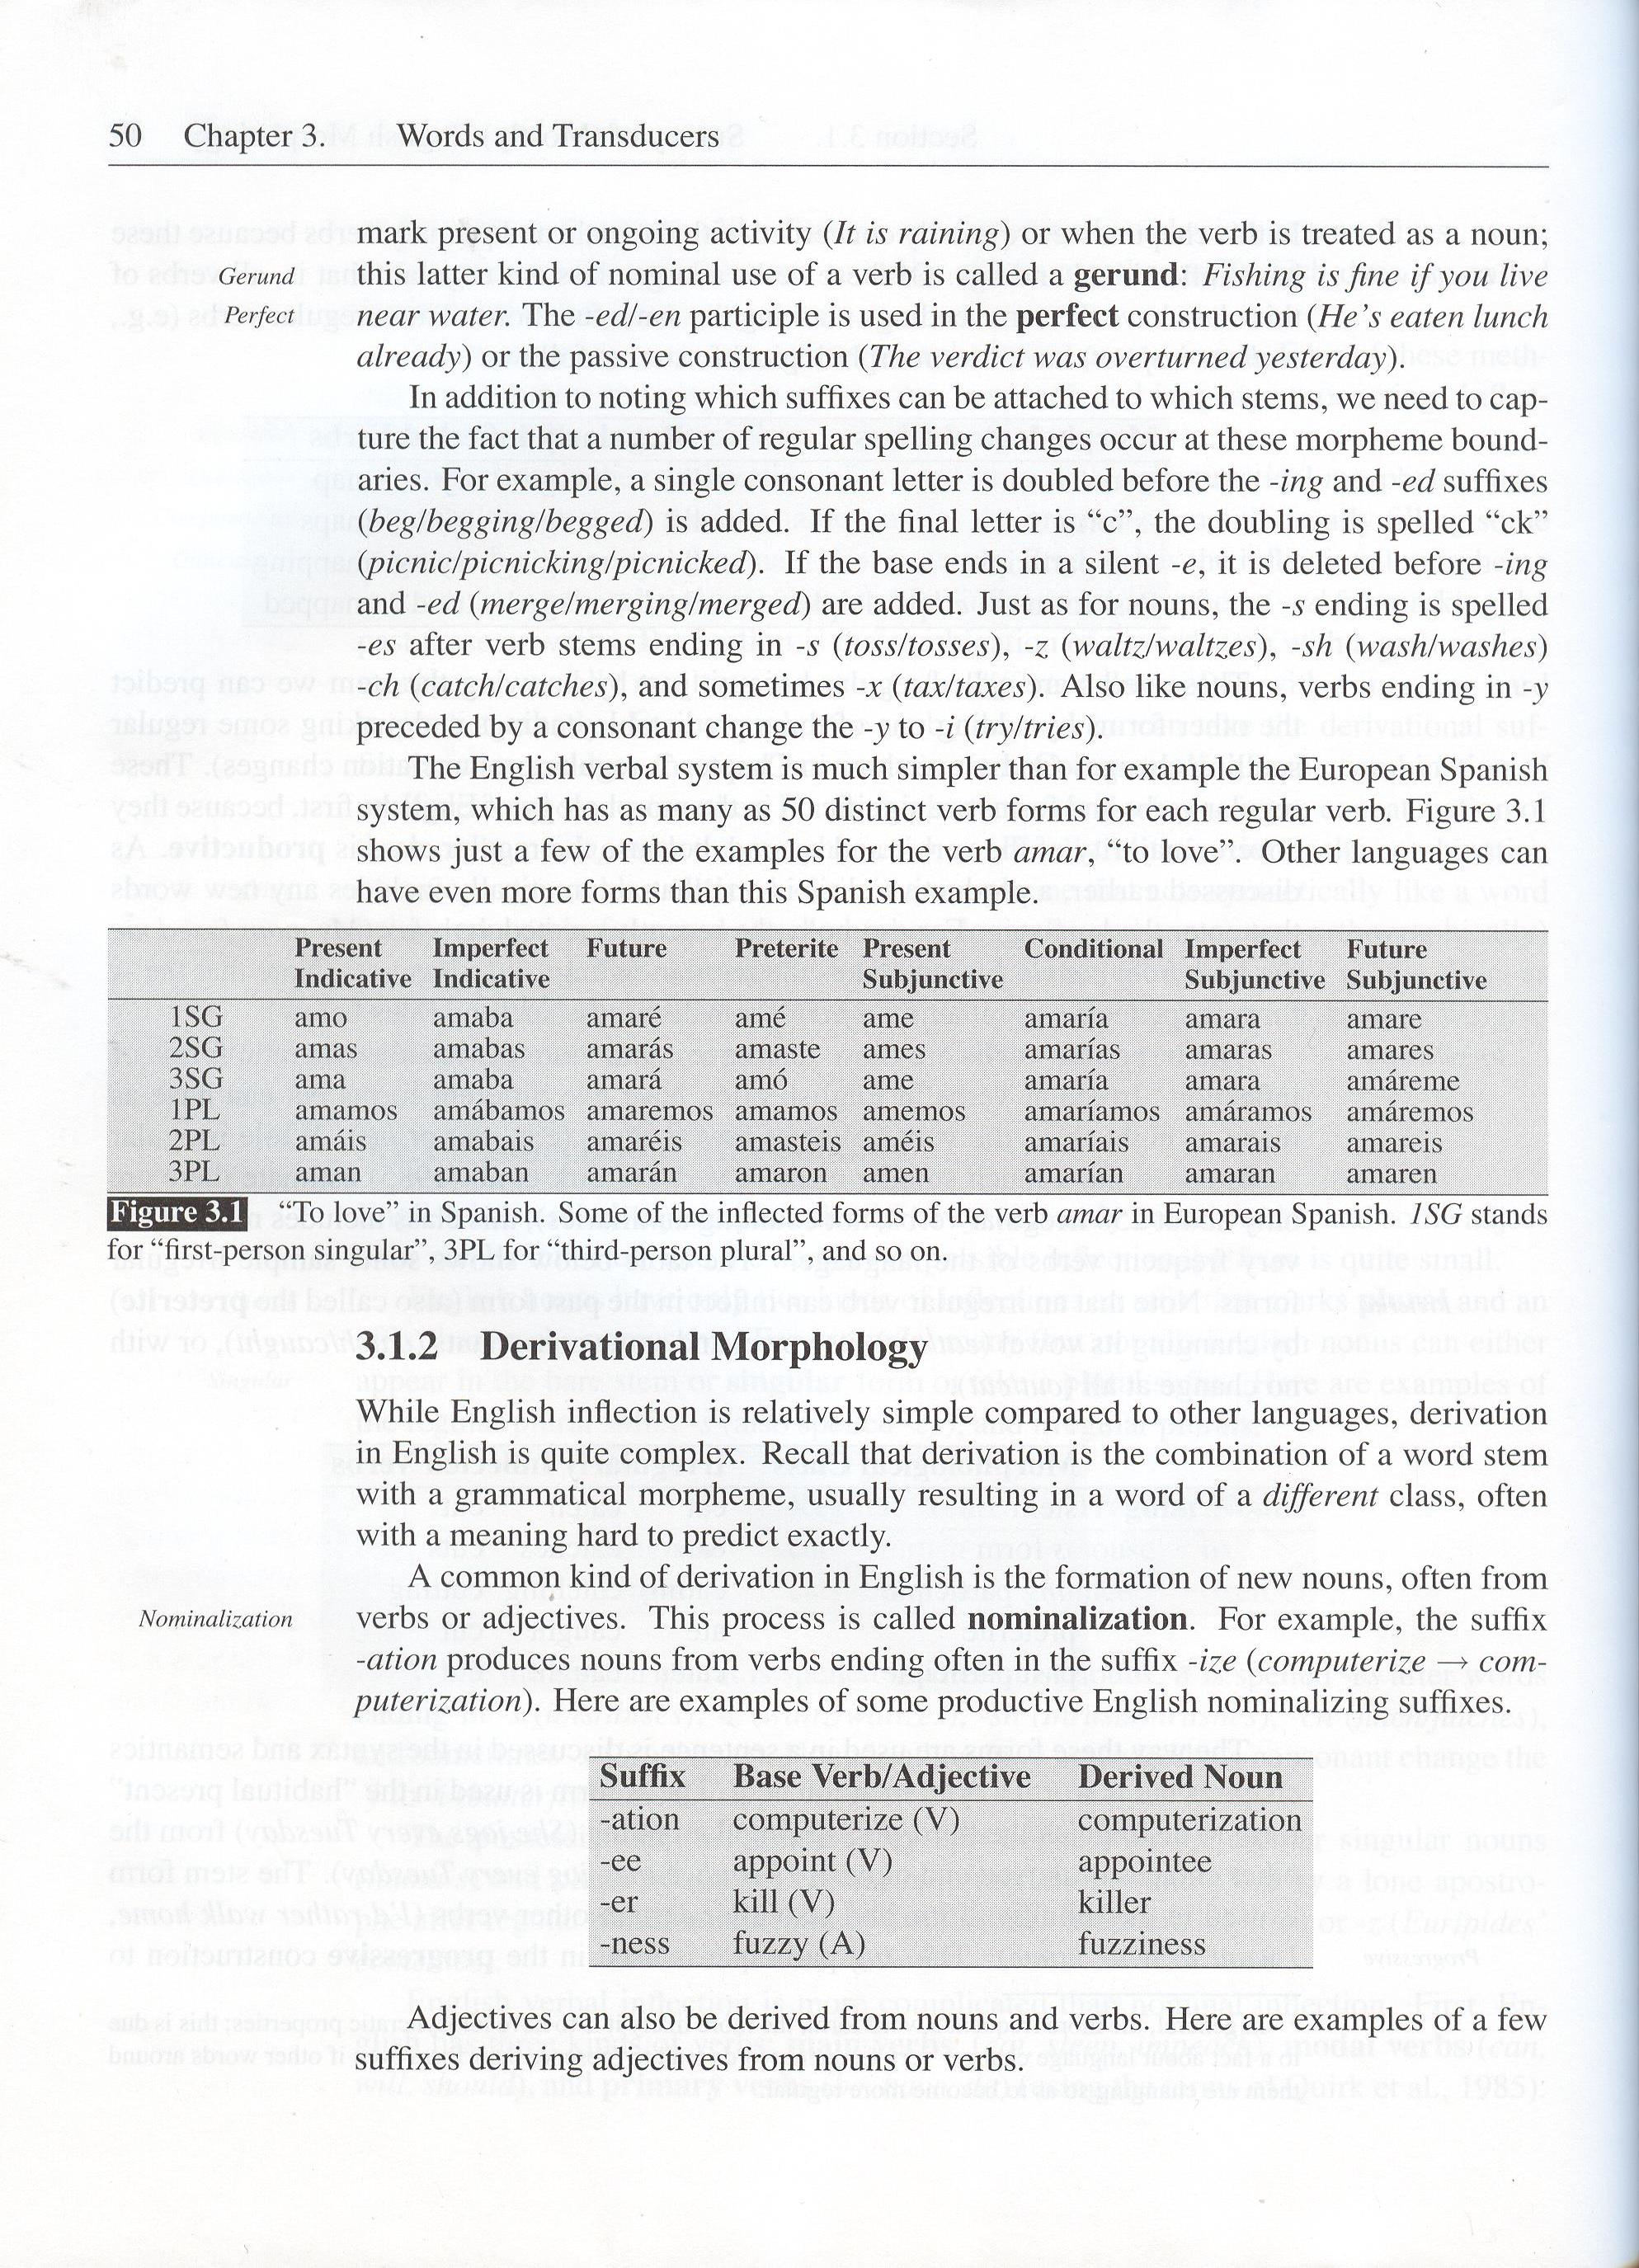 50 Chapter 3. Words and Transducers
mark present or ongoing activity (It is raining) or when the verb is treated as a noun;
Gerund this latter kind of nominal use of a verb is called a gerund: Fishing is fine if you live
Perfect near water. The -ed/-en participle is used in the perfect construction (He's eaten lunch
already) or the passive construction (The verdict was overturned yesterday).
In addition to noting which suffixes can be attached to which stems, we need to cap-
ture the fact that a number of regular spelling changes occur at these morpheme bound-
aries. For example, a single consonant letter is doubled before the -ing and -ed suffixes
(beg/begging/begged) is added. If the final letter is “c”, the doubling is spelled “ck”
(picnic/picnicking/picnicked). If the base ends in a silent -e, it is deleted before -ing
and -ed (merge/merging/merged) are added. Just as for nouns, the -s ending is spelled
-es after verb stems ending in -s (toss/tosses), -z (waltz/waltzes), -sh (wash/washes)
-ch (catch/catches), and sometimes -x (tax/taxes). Also like nouns, verbs ending in -y
preceded by a consonant change the -y to -i (try/tries).
The English verbal system is much simpler than for example the European Spanish
system, which has as many as 50 distinct verb forms for each regular verb. Figure 3.1
shows just a few of the examples for the verb amar, “to love”. Other languages can
have even more forms than this Spanish example.
Present Imperfect Future Preterite Present Conditional Imperfect Future
Indicative Indicative Subjunctive Subjunctive Subjunctive
1SG amo amaba amaré amé ame amaría amara amare
2SG amas amabas amarás amaste ames amarías amaras amares
3SG ama amaba amará amó ame amaría amara amáreme
1PL amamos amábamos amaremos amamos amemos amaríamos amáramos amáremos
2PL amáis amabais amaréis amasteis améis amaríais amarais amareis
3PL aman amaban amarán amaron amen amarían amaran amaren
Figure 3.1 “To love” in Spanish. Some of the inflected forms of the verb amar in European Spanish. 1SG stands
for “first-person singular”, 3PL for “third-person plural”, and so on.
3.1.2 Derivational Morphology
While English inflection is relatively simple compared to other languages, derivation
in English is quite complex. Recall that derivation is the combination of a word stem
with a grammatical morpheme, usually resulting in a word of a different class, often
with a meaning hard to predict exactly.
A common kind of derivation in English is the formation of new nouns, often from
Nominalization verbs or adjectives. This process is called nominalization. For example, the suffix
-ation produces nouns from verbs ending often in the suffix -ize (computerize → com-
puterization). Here are examples of some productive English nominalizing suffixes.
Suffix Base Verb/Adjective Derived Noun
-ation computerize (V) computerization
-ee appoint (V) appointee
-er kill (V) killer
-ness fuzzy (A) fuzziness
Adjectives can also be derived from nouns and verbs. Here are examples of a few
suffixes deriving adjectives from nouns or verbs.